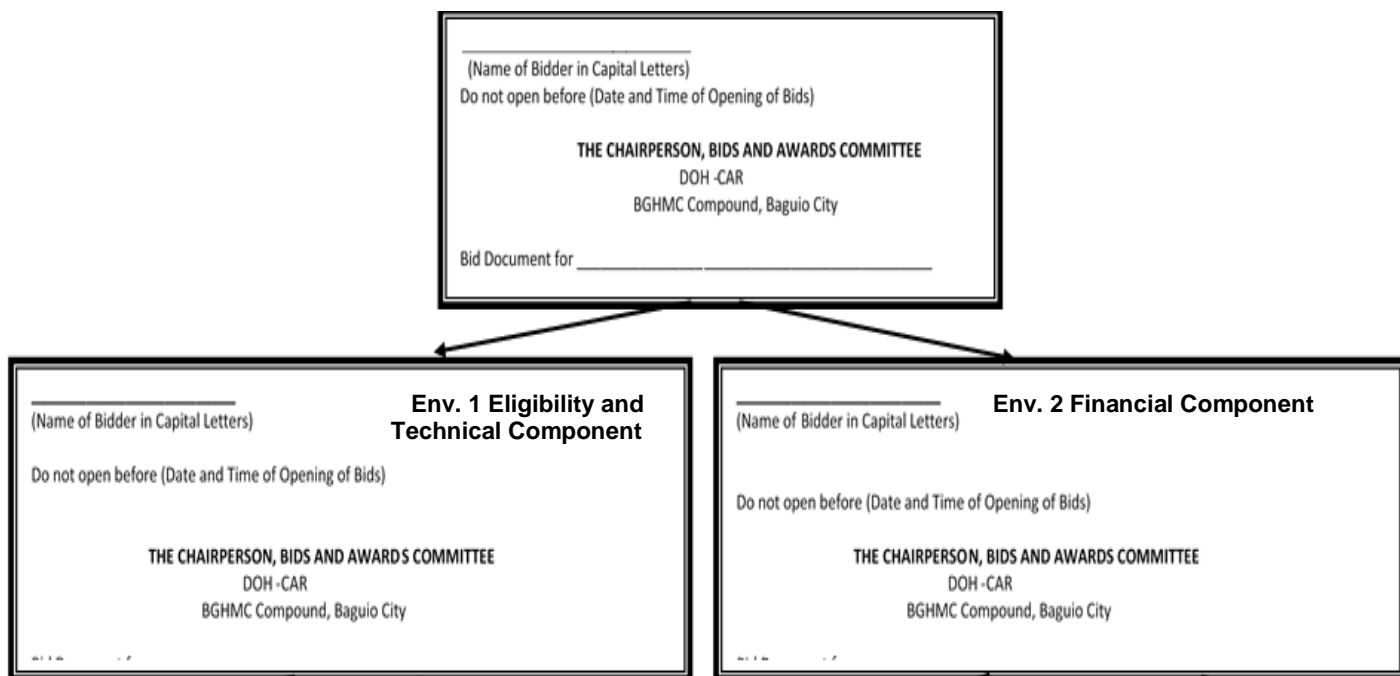 ____________________
(Name of Bidder in Capital Letters)
Do not open before (Date and Time of Opening of Bids)
THE CHAIRPERSON, BIDS AND AWARDS COMMITTEE
DOH -CAR
BGHMC Compound, Baguio City
Bid Document for ____________________
____________________
Env. 1 Eligibility and
Technical Component
(Name of Bidder in Capital Letters)
Do not open before (Date and Time of Opening of Bids)
THE CHAIRPERSON, BIDS AND AWARDS COMMITTEE
DOH -CAR
BGHMC Compound, Baguio City
____________________
Env. 2 Financial Component
(Name of Bidder in Capital Letters)
Do not open before (Date and Time of Opening of Bids)
THE CHAIRPERSON, BIDS AND AWARDS COMMITTEE
DOH -CAR
BGHMC Compound, Baguio City